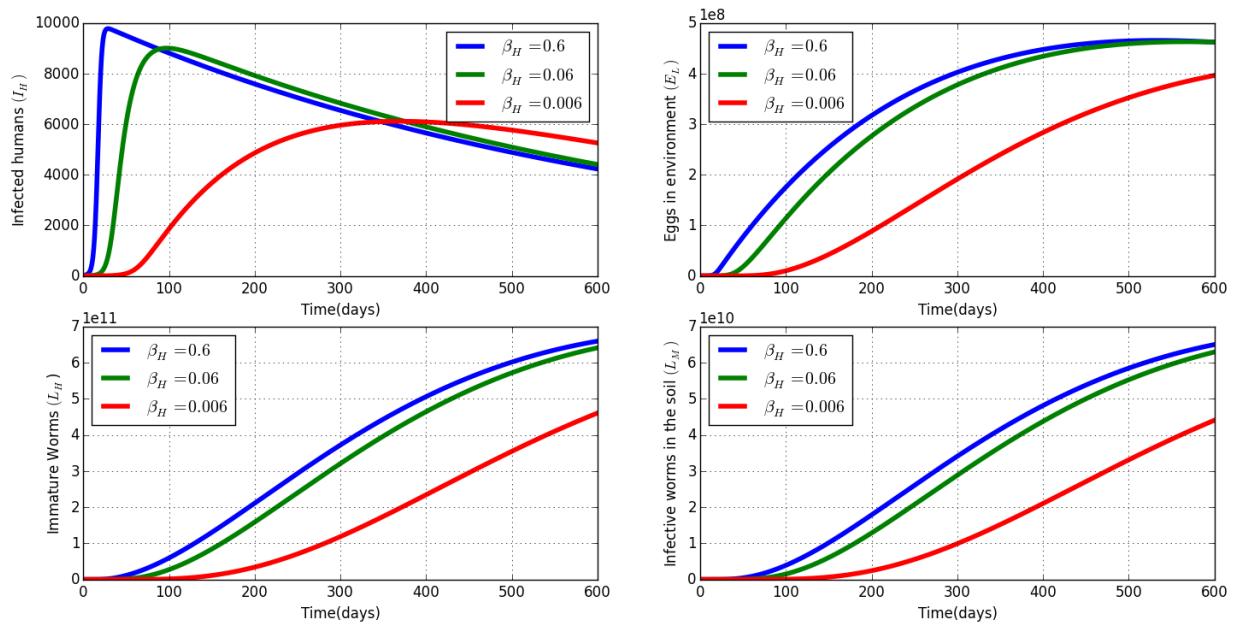 Infected humans (I_H)
10000
8000
6000
4000
2000
0
β_H =0.6
β_H =0.06
β_H =0.006
0 100 200 300 400 500 600
Time(days)
Eggs in environment (E_L)
1e8
5
4
3
2
1
0
β_H =0.6
β_H =0.06
β_H =0.006
0 100 200 300 400 500 600
Time(days)
Immature Worms (L_H)
1e11
7
6
5
4
3
2
1
0
β_H =0.6
β_H =0.06
β_H =0.006
0 100 200 300 400 500 600
Time(days)
Infective worms in the soil (L_M)
1e10
7
6
5
4
3
2
1
0
β_H =0.6
β_H =0.06
β_H =0.006
0 100 200 300 400 500 600
Time(days)